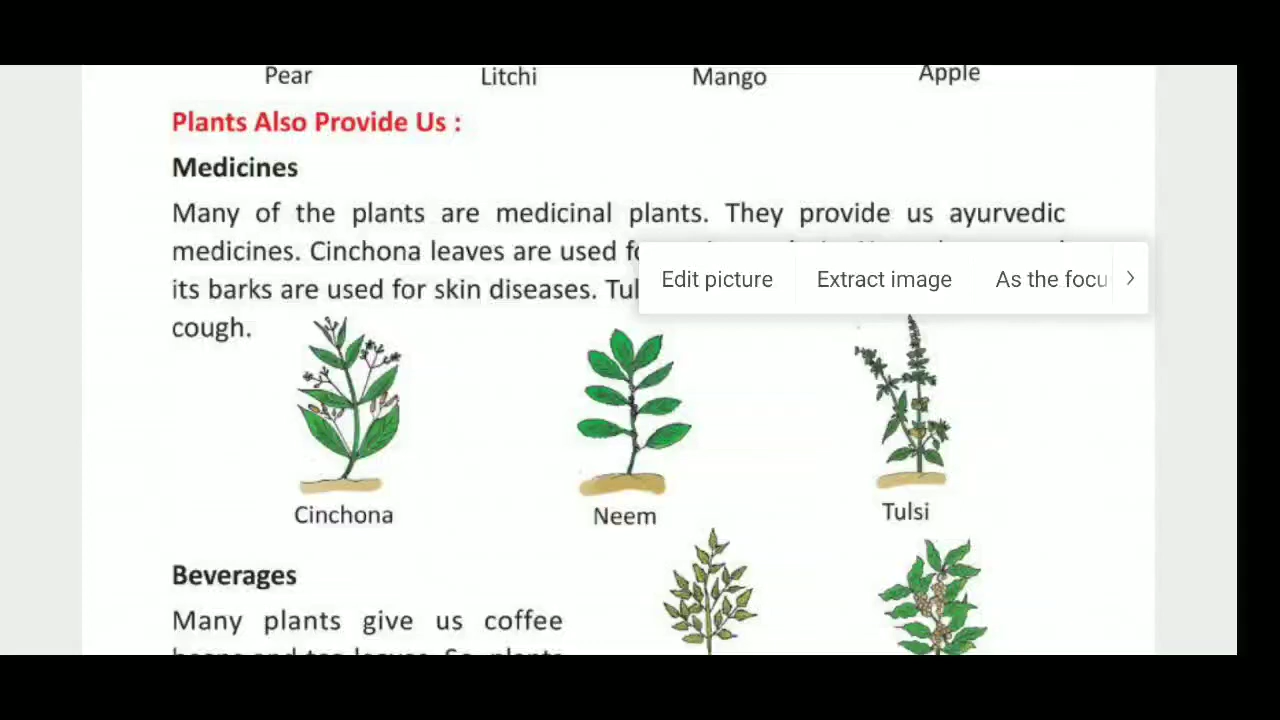 Pear Litchi Mango Apple
Plants Also Provide Us :
Medicines
Many of the plants are medicinal plants. They provide us ayurvedic
medicines. Cinchona leaves are used
Edit picture Extract image As the focu
its barks are used for skin diseases.
cough.
Cinchona Neem Tulsi
Beverages
Many plants give us coffee